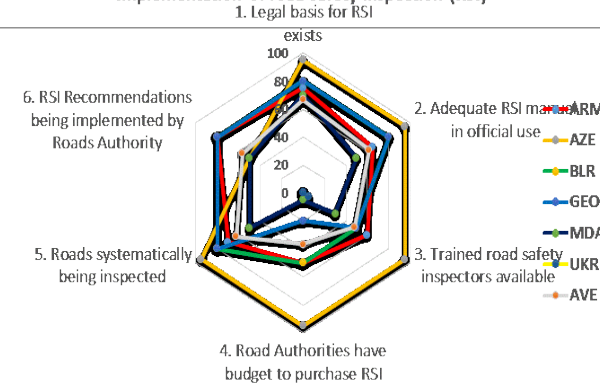 1. Legal basis for RSI
exists
100
80
60
40
20
0
6. RSI Recommendations
being implemented by
Roads Authority
2. Adequate RSI manuals
in official use
5. Roads systematically
being inspected
3. Trained road safety
inspectors available
4. Road Authorities have
budget to purchase RSI
ARM
AZE
BLR
GEO
MDA
UKR
AVE